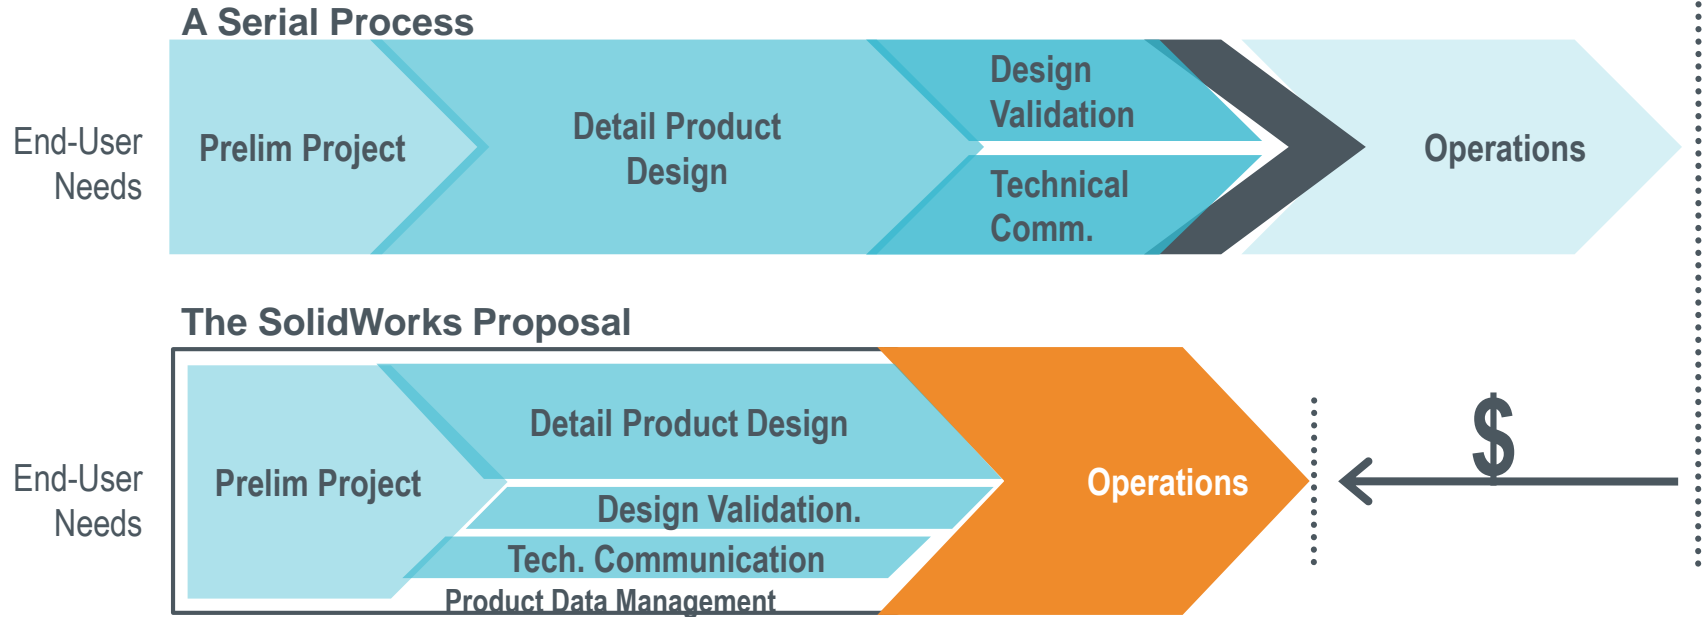 A Serial Process
End-User
Needs
Prelim Project
Detail Product
Design
Design
Validation
Technical
Comm.
Operations
The SolidWorks Proposal
End-User
Needs
Prelim Project
Detail Product Design
Design Validation.
Tech. Communication
Product Data Management
Operations
$